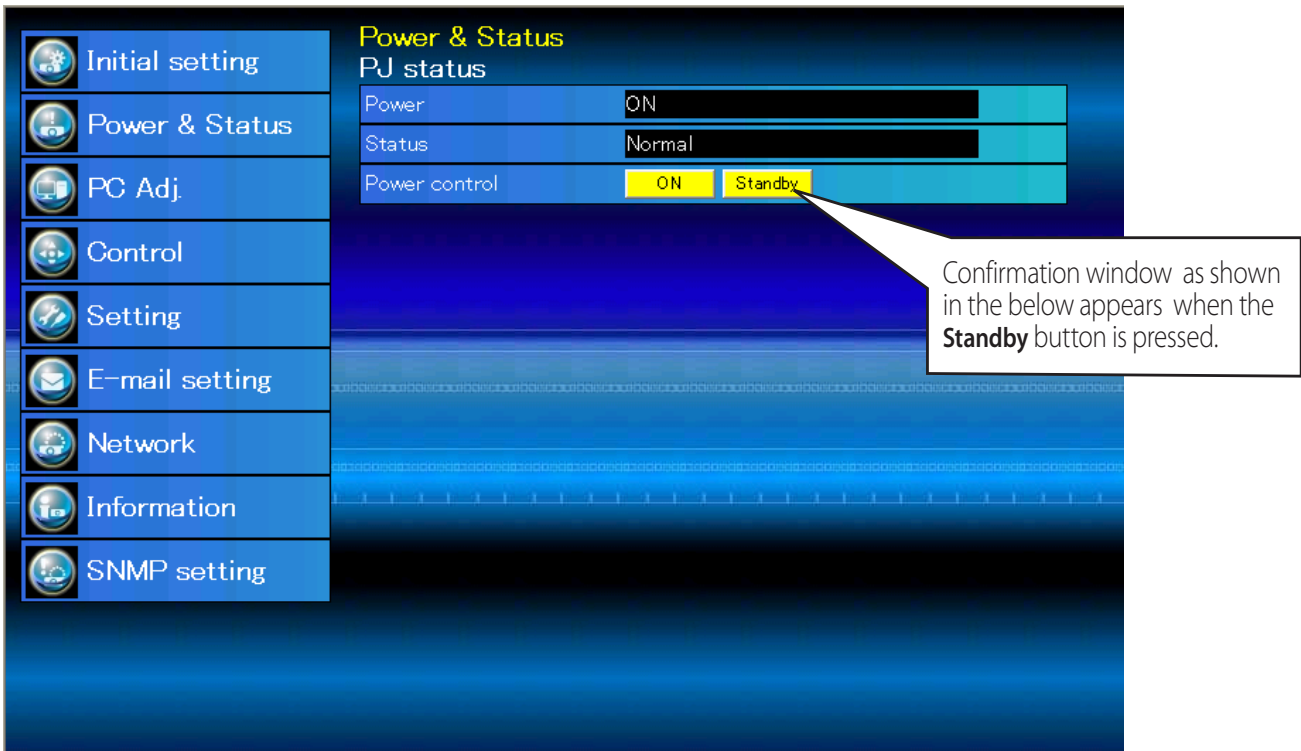 Initial setting
Power & Status
PC Adj.
Control
Setting
E-mail setting
Network
Information
SNMP setting
Power & Status
PJ status
Power ON
Status Normal
Power control ON Standby
Confirmation window as shown
in the below appears when the
Standby button is pressed.